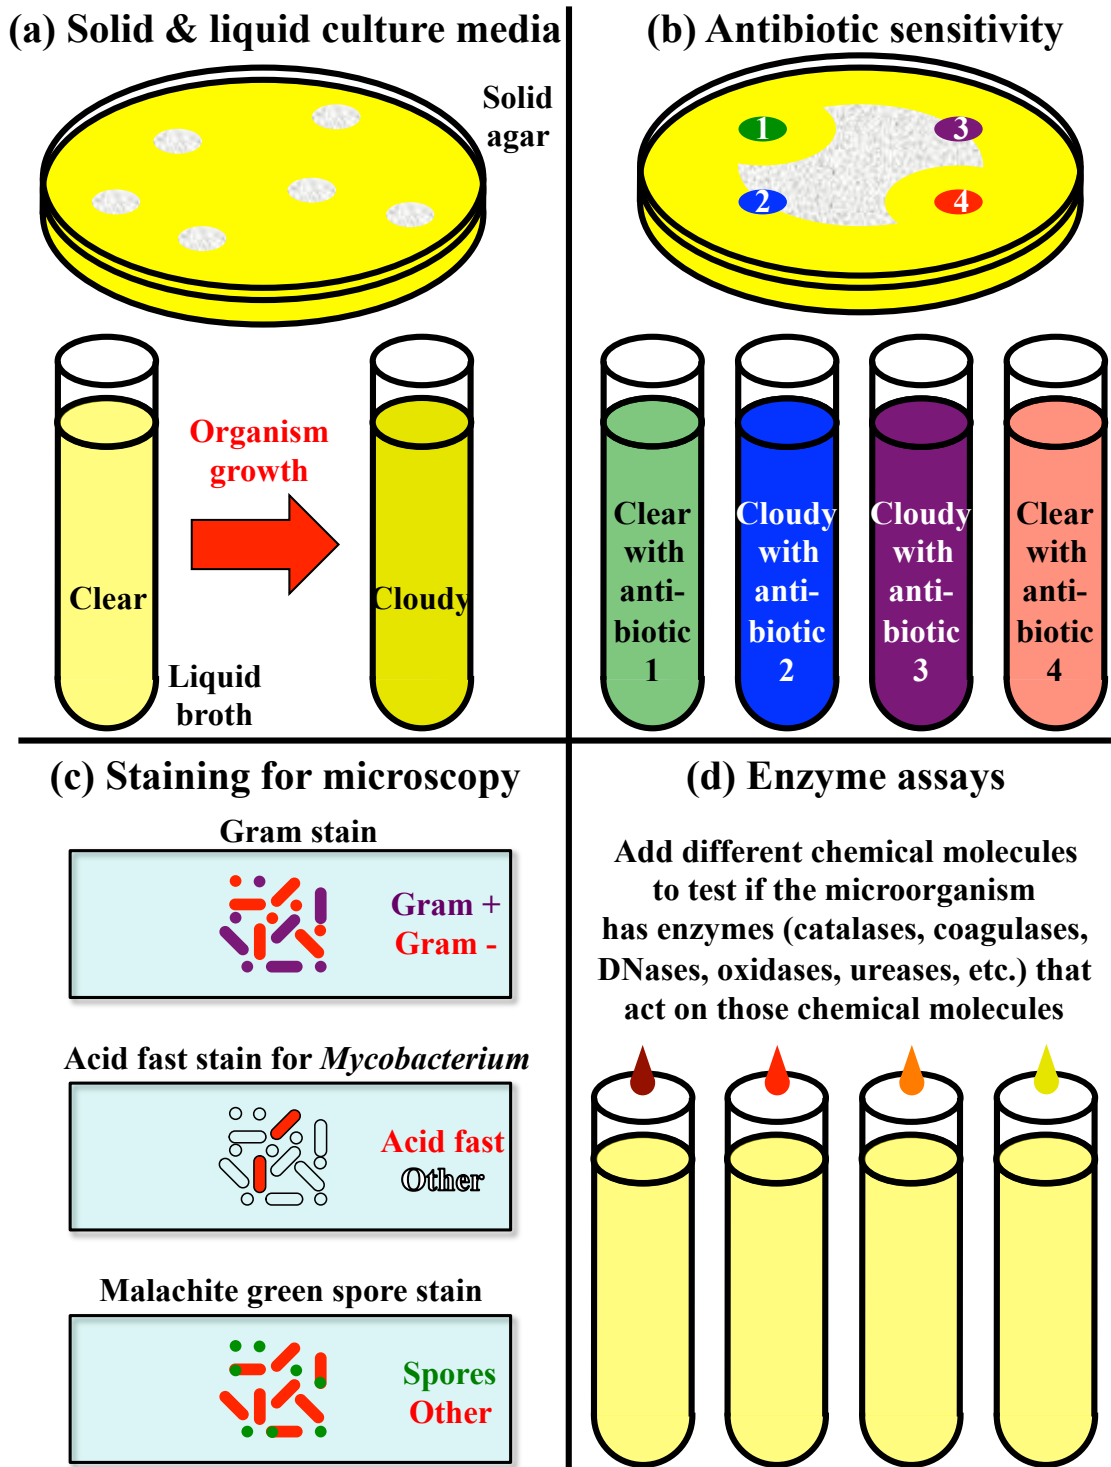 (a) Solid & liquid culture media
Solid
agar
Organism
growth
Clear
Cloudy
Liquid
broth
(b) Antibiotic sensitivity
1
3
2
4
Clear
with
anti-
biotic
1
Cloudy
with
anti-
biotic
2
Cloudy
with
anti-
biotic
3
Clear
with
anti-
biotic
4
(c) Staining for microscopy
Gram stain
Gram +
Gram -
Acid fast stain for Mycobacterium
Acid fast
Other
Malachite green spore stain
Spores
Other
(d) Enzyme assays
Add different chemical molecules
to test if the microorganism
has enzymes (catalases, coagulases,
DNases, oxidases, ureases, etc.) that
act on those chemical molecules